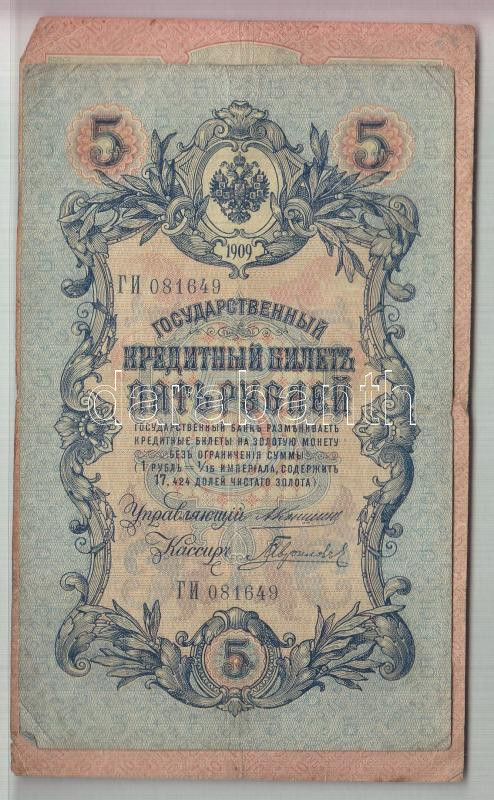 5 5
1909
ГИ 081649
ГОСУДАРСТВЕННЫЙ
КРЕДИТНЫЙ БИЛЕТЪ
ПЯТЬ РУБЛЕЙ
darabanth
ГОСУДАРСТВЕННЫЙ БАНКЪ РАЗМѢНИВАЕТЪ
КРЕДИТНЫЕ БИЛЕТЫ НА ЗОЛОТУЮ МОНЕТУ
БЕЗЪ ОГРАНИЧЕНІЯ СУММЫ
(1 РУБЛЬ = 1/15 ИМПЕРІАЛА, СОДЕРЖИТЪ
17,424 ДОЛЕЙ ЧИСТАГО ЗОЛОТА).
Управляющій
Кассиръ
ГИ 081649
5